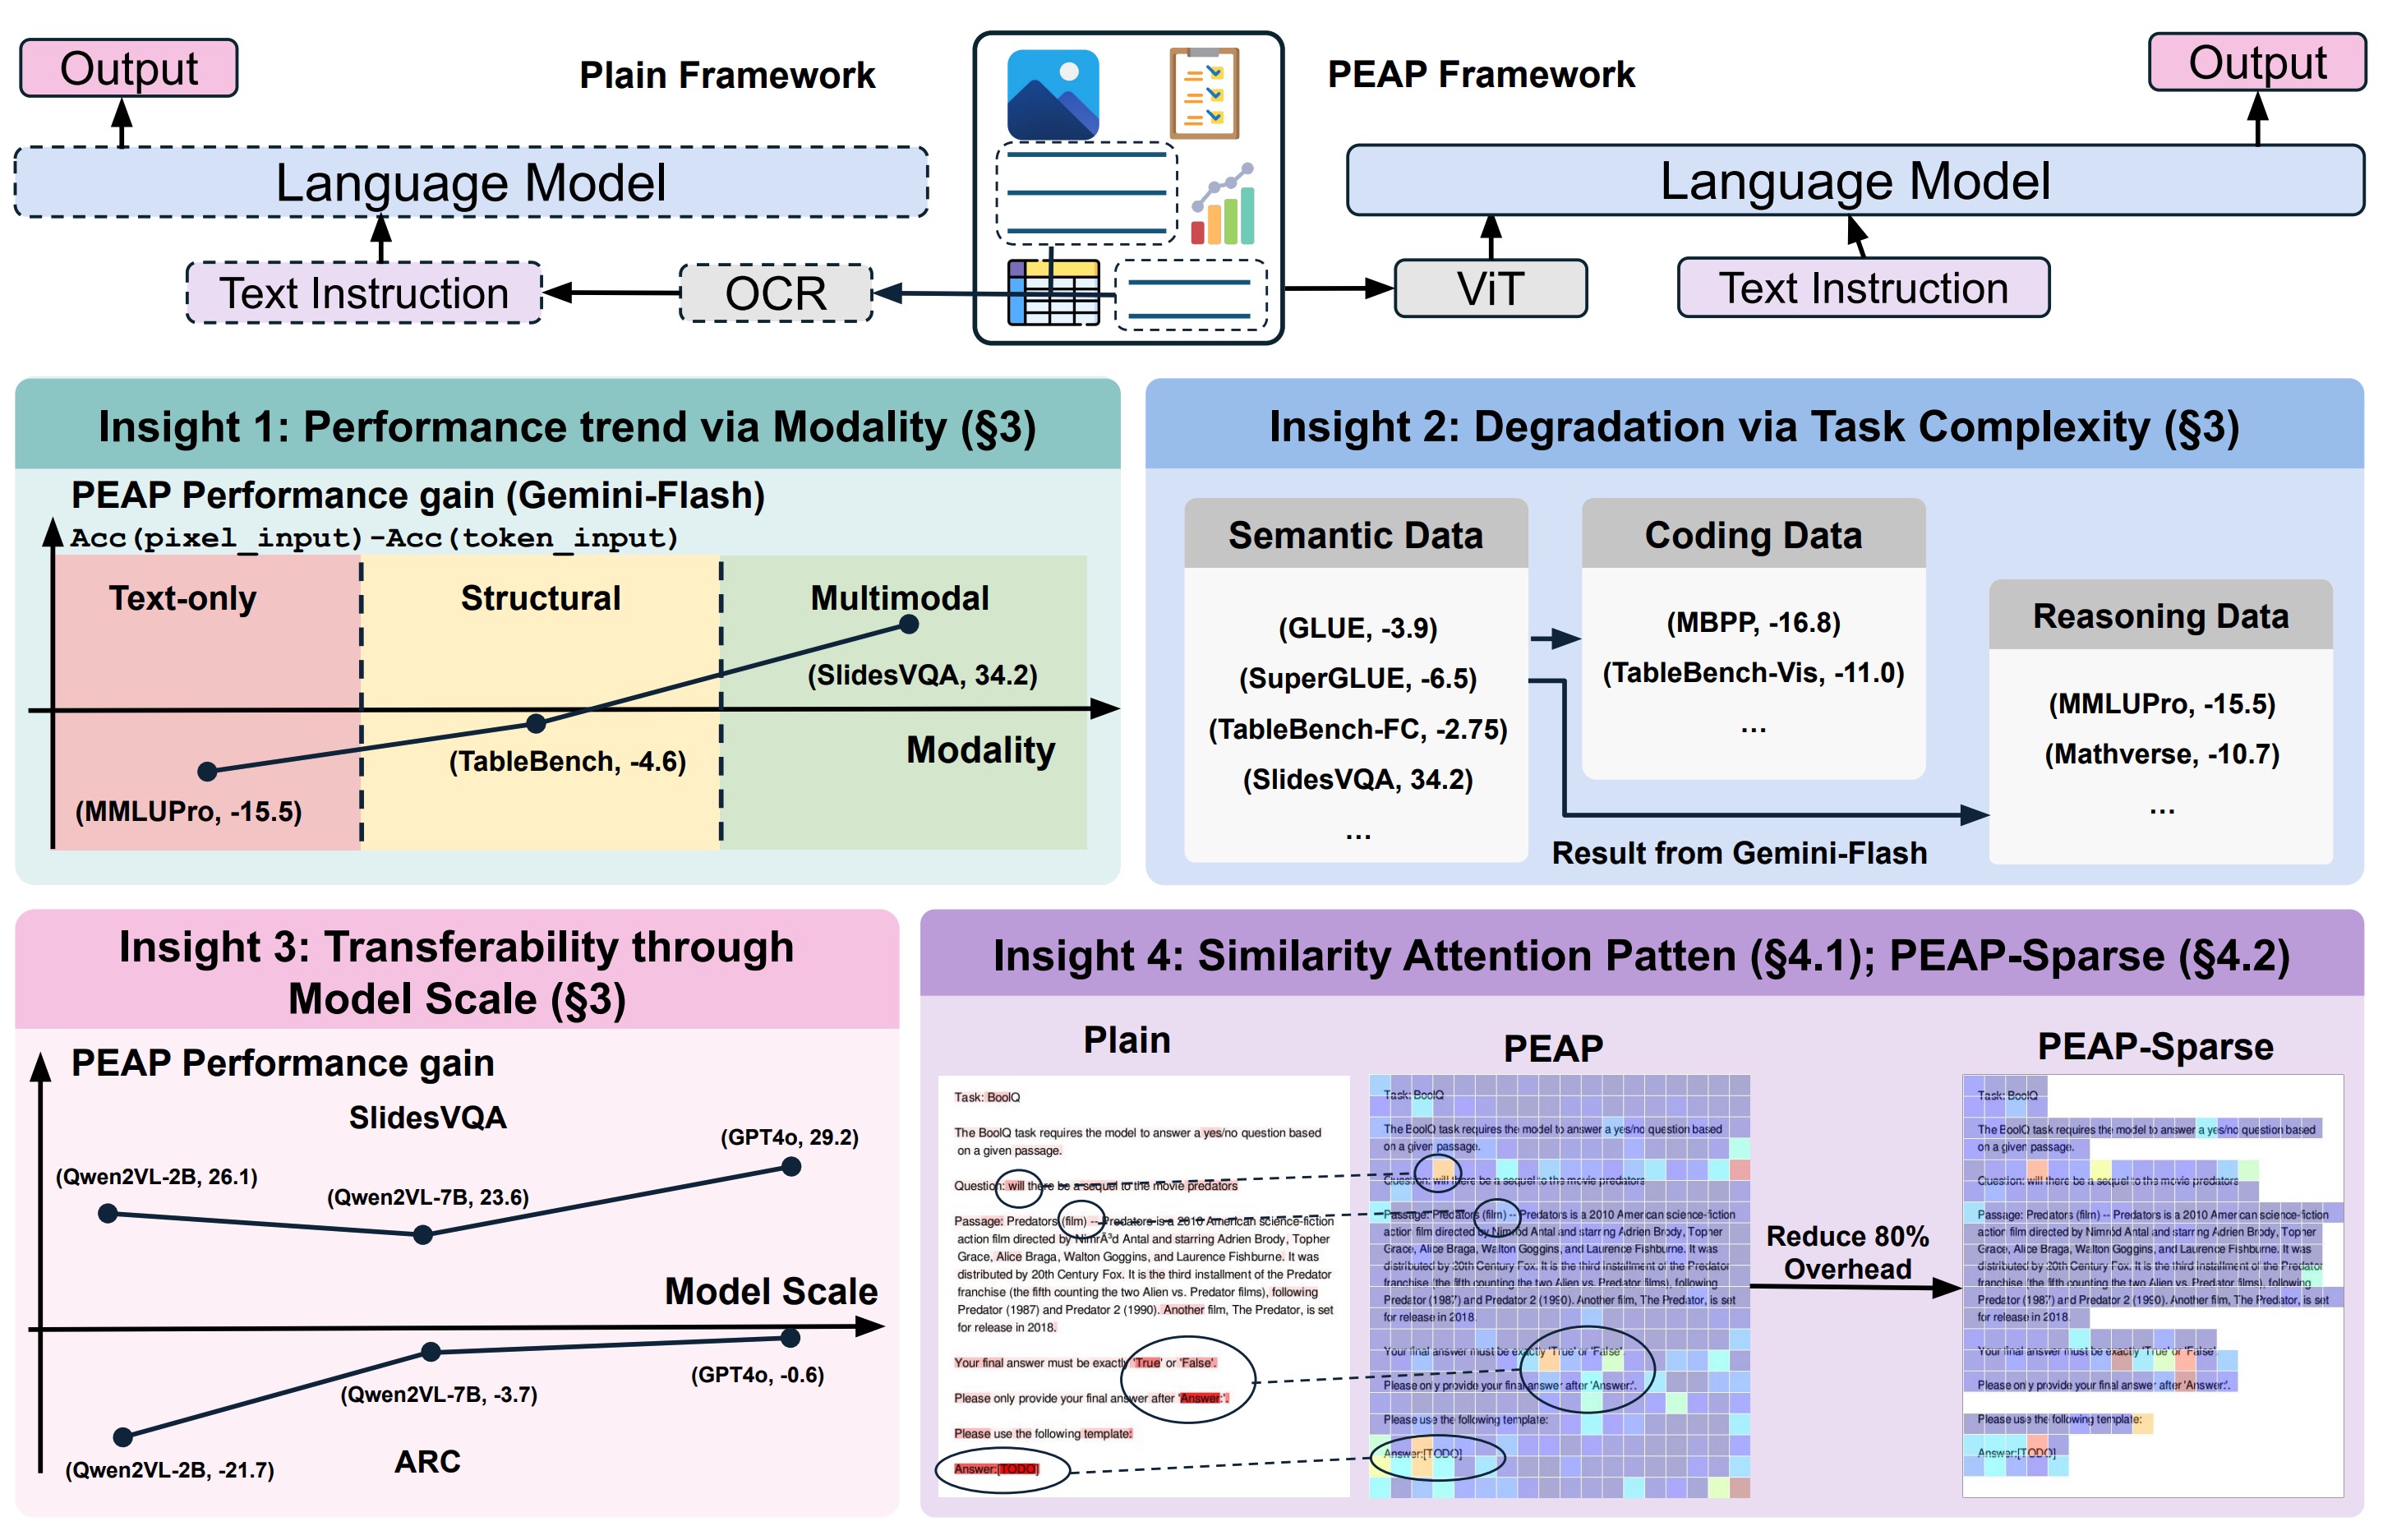 Output
Plain Framework
PEAP Framework
Output
Language Model
Language Model
Text Instruction
OCR
ViT
Text Instruction
Insight 1: Performance trend via Modality (§3)
PEAP Performance gain (Gemini-Flash)
Acc(pixel_input)-Acc(token_input)
Text-only
Structural
Multimodal
(SlidesVQA, 34.2)
Modality
(TableBench, -4.6)
(MMLUPro, -15.5)
Insight 2: Degradation via Task Complexity (§3)
Semantic Data
(GLUE, -3.9)
(SuperGLUE, -6.5)
(TableBench-FC, -2.75)
(SlidesVQA, 34.2)
...
Coding Data
(MBPP, -16.8)
(TableBench-Vis, -11.0)
...
Reasoning Data
(MMLUPro, -15.5)
(Mathverse, -10.7)
...
Result from Gemini-Flash
Insight 3: Transferability through
Model Scale (§3)
PEAP Performance gain
SlidesVQA
(GPT4o, 29.2)
(Qwen2VL-2B, 26.1)
(Qwen2VL-7B, 23.6)
Model Scale
(GPT4o, -0.6)
(Qwen2VL-7B, -3.7)
(Qwen2VL-2B, -21.7)
ARC
Insight 4: Similarity Attention Patten (§4.1); PEAP-Sparse (§4.2)
Plain
Task: BoolQ
The BoolQ task requires the model to answer a yes/no question based
on a given passage.
Question: will there be a sequel to the movie predators
Passage: Predators (film) -- Predators is a 2010 American science-fiction
action film directed by NimrÃ³d Antal and starring Adrien Brody, Topher
Grace, Alice Braga, Walton Goggins, and Laurence Fishburne. It was
distributed by 20th Century Fox. It is the third installment of the Predator
franchise (the fifth counting the two Alien vs. Predator films), following
Predator (1987) and Predator 2 (1990). Another film, The Predator, is set
for release in 2018.
Your final answer must be exactly 'True' or 'False'.
Please only provide your final answer after 'Answer:'.
Please use the following template:
Answer:[TODO]
PEAP
Task: BoolQ
The BoolQ task requires the model to answer a yes/no question based
on a given passage.
Question: will there be a sequel to the movie predators
Passage: Predators (film) -- Predators is a 2010 American science-fiction
action film directed by Nimród Antal and starring Adrien Brody, Topher
Grace, Alice Braga, Walton Goggins, and Laurence Fishburne. It was
distributed by 20th Century Fox. It is the third installment of the Predator
franchise (the fifth counting the two Alien vs. Predator films), following
Predator (1987) and Predator 2 (1990). Another film, The Predator, is set
for release in 2018.
Your final answer must be exactly 'True' or 'False'.
Please only provide your final answer after 'Answer:'.
Please use the following template:
Answer:[TODO]
Reduce 80%
Overhead
PEAP-Sparse
Task: BoolQ
The BoolQ task requires the model to answer a yes/no question based
on a given passage.
Question: will there be a sequel to the movie predators
Passage: Predators (film) -- Predators is a 2010 American science-fiction
action film directed by Nimród Antal and starring Adrien Brody, Topher
Grace, Alice Braga, Walton Goggins, and Laurence Fishburne. It was
distributed by 20th Century Fox. It is the third installment of the Predator
franchise (the fifth counting the two Alien vs. Predator films), following
Predator (1987) and Predator 2 (1990). Another film, The Predator, is set
for release in 2018.
Your final answer must be exactly 'True' or 'False'.
Please only provide your final answer after 'Answer:'.
Please use the following template:
Answer:[TODO]